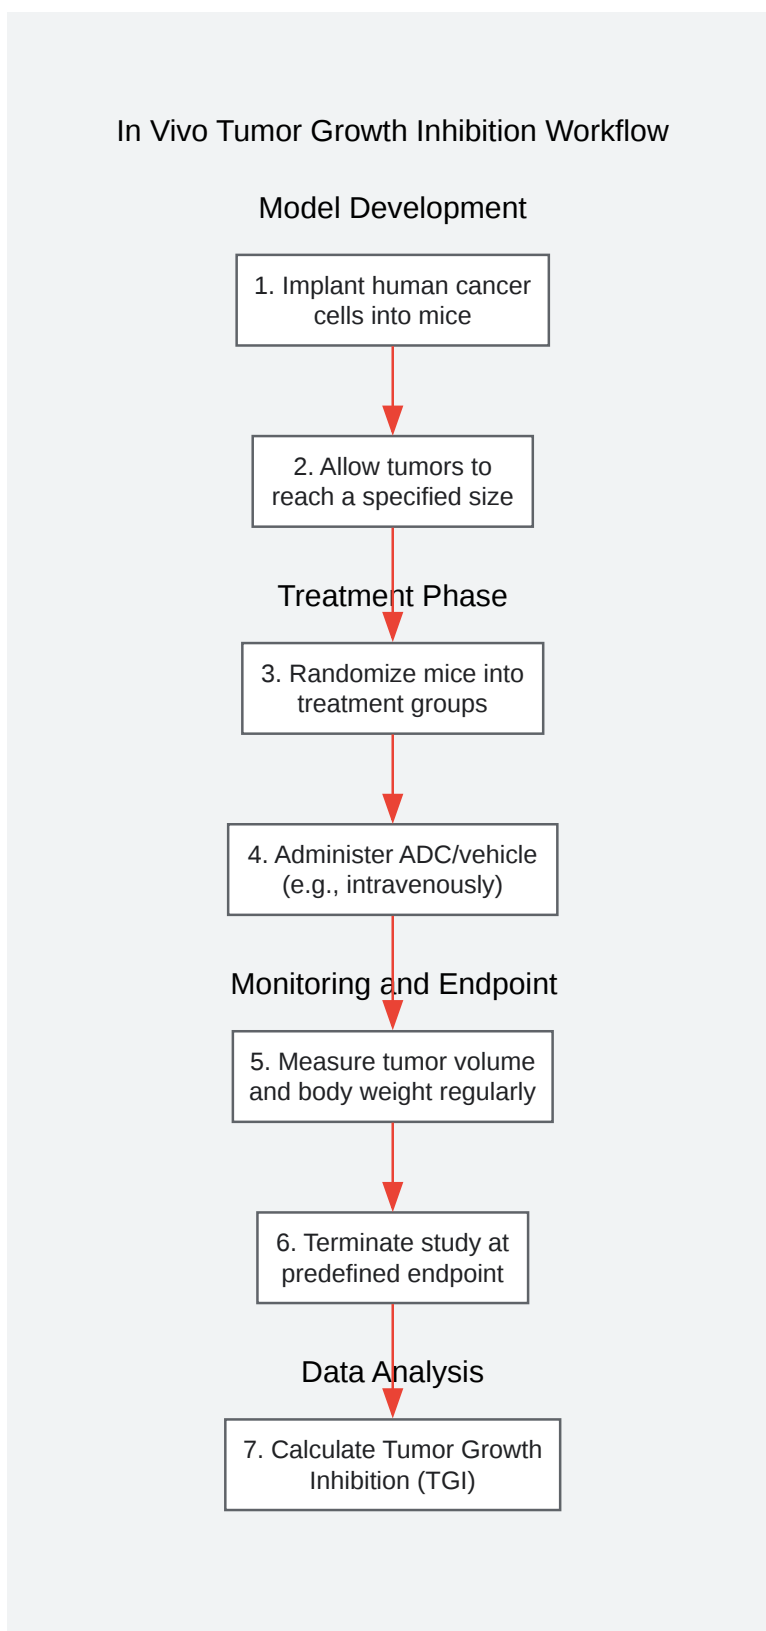 In Vivo Tumor Growth Inhibition Workflow
Model Development
1. Implant human cancer
cells into mice
2. Allow tumors to
reach a specified size
Treatment Phase
3. Randomize mice into
treatment groups
4. Administer ADC/vehicle
(e.g., intravenously)
Monitoring and Endpoint
5. Measure tumor volume
and body weight regularly
6. Terminate study at
predefined endpoint
Data Analysis
7. Calculate Tumor Growth
Inhibition (TGI)